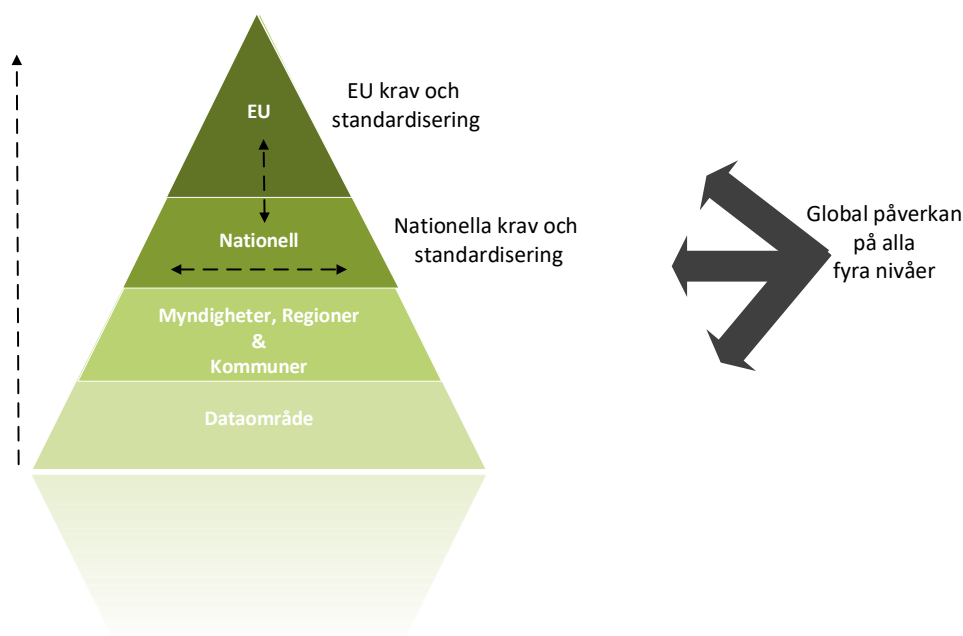 EU
EU krav och
standardisering
Nationell
Nationella krav och
standardisering
Myndigheter, Regioner
&
Kommuner
Dataområde
Global påverkan
på alla
fyra nivåer